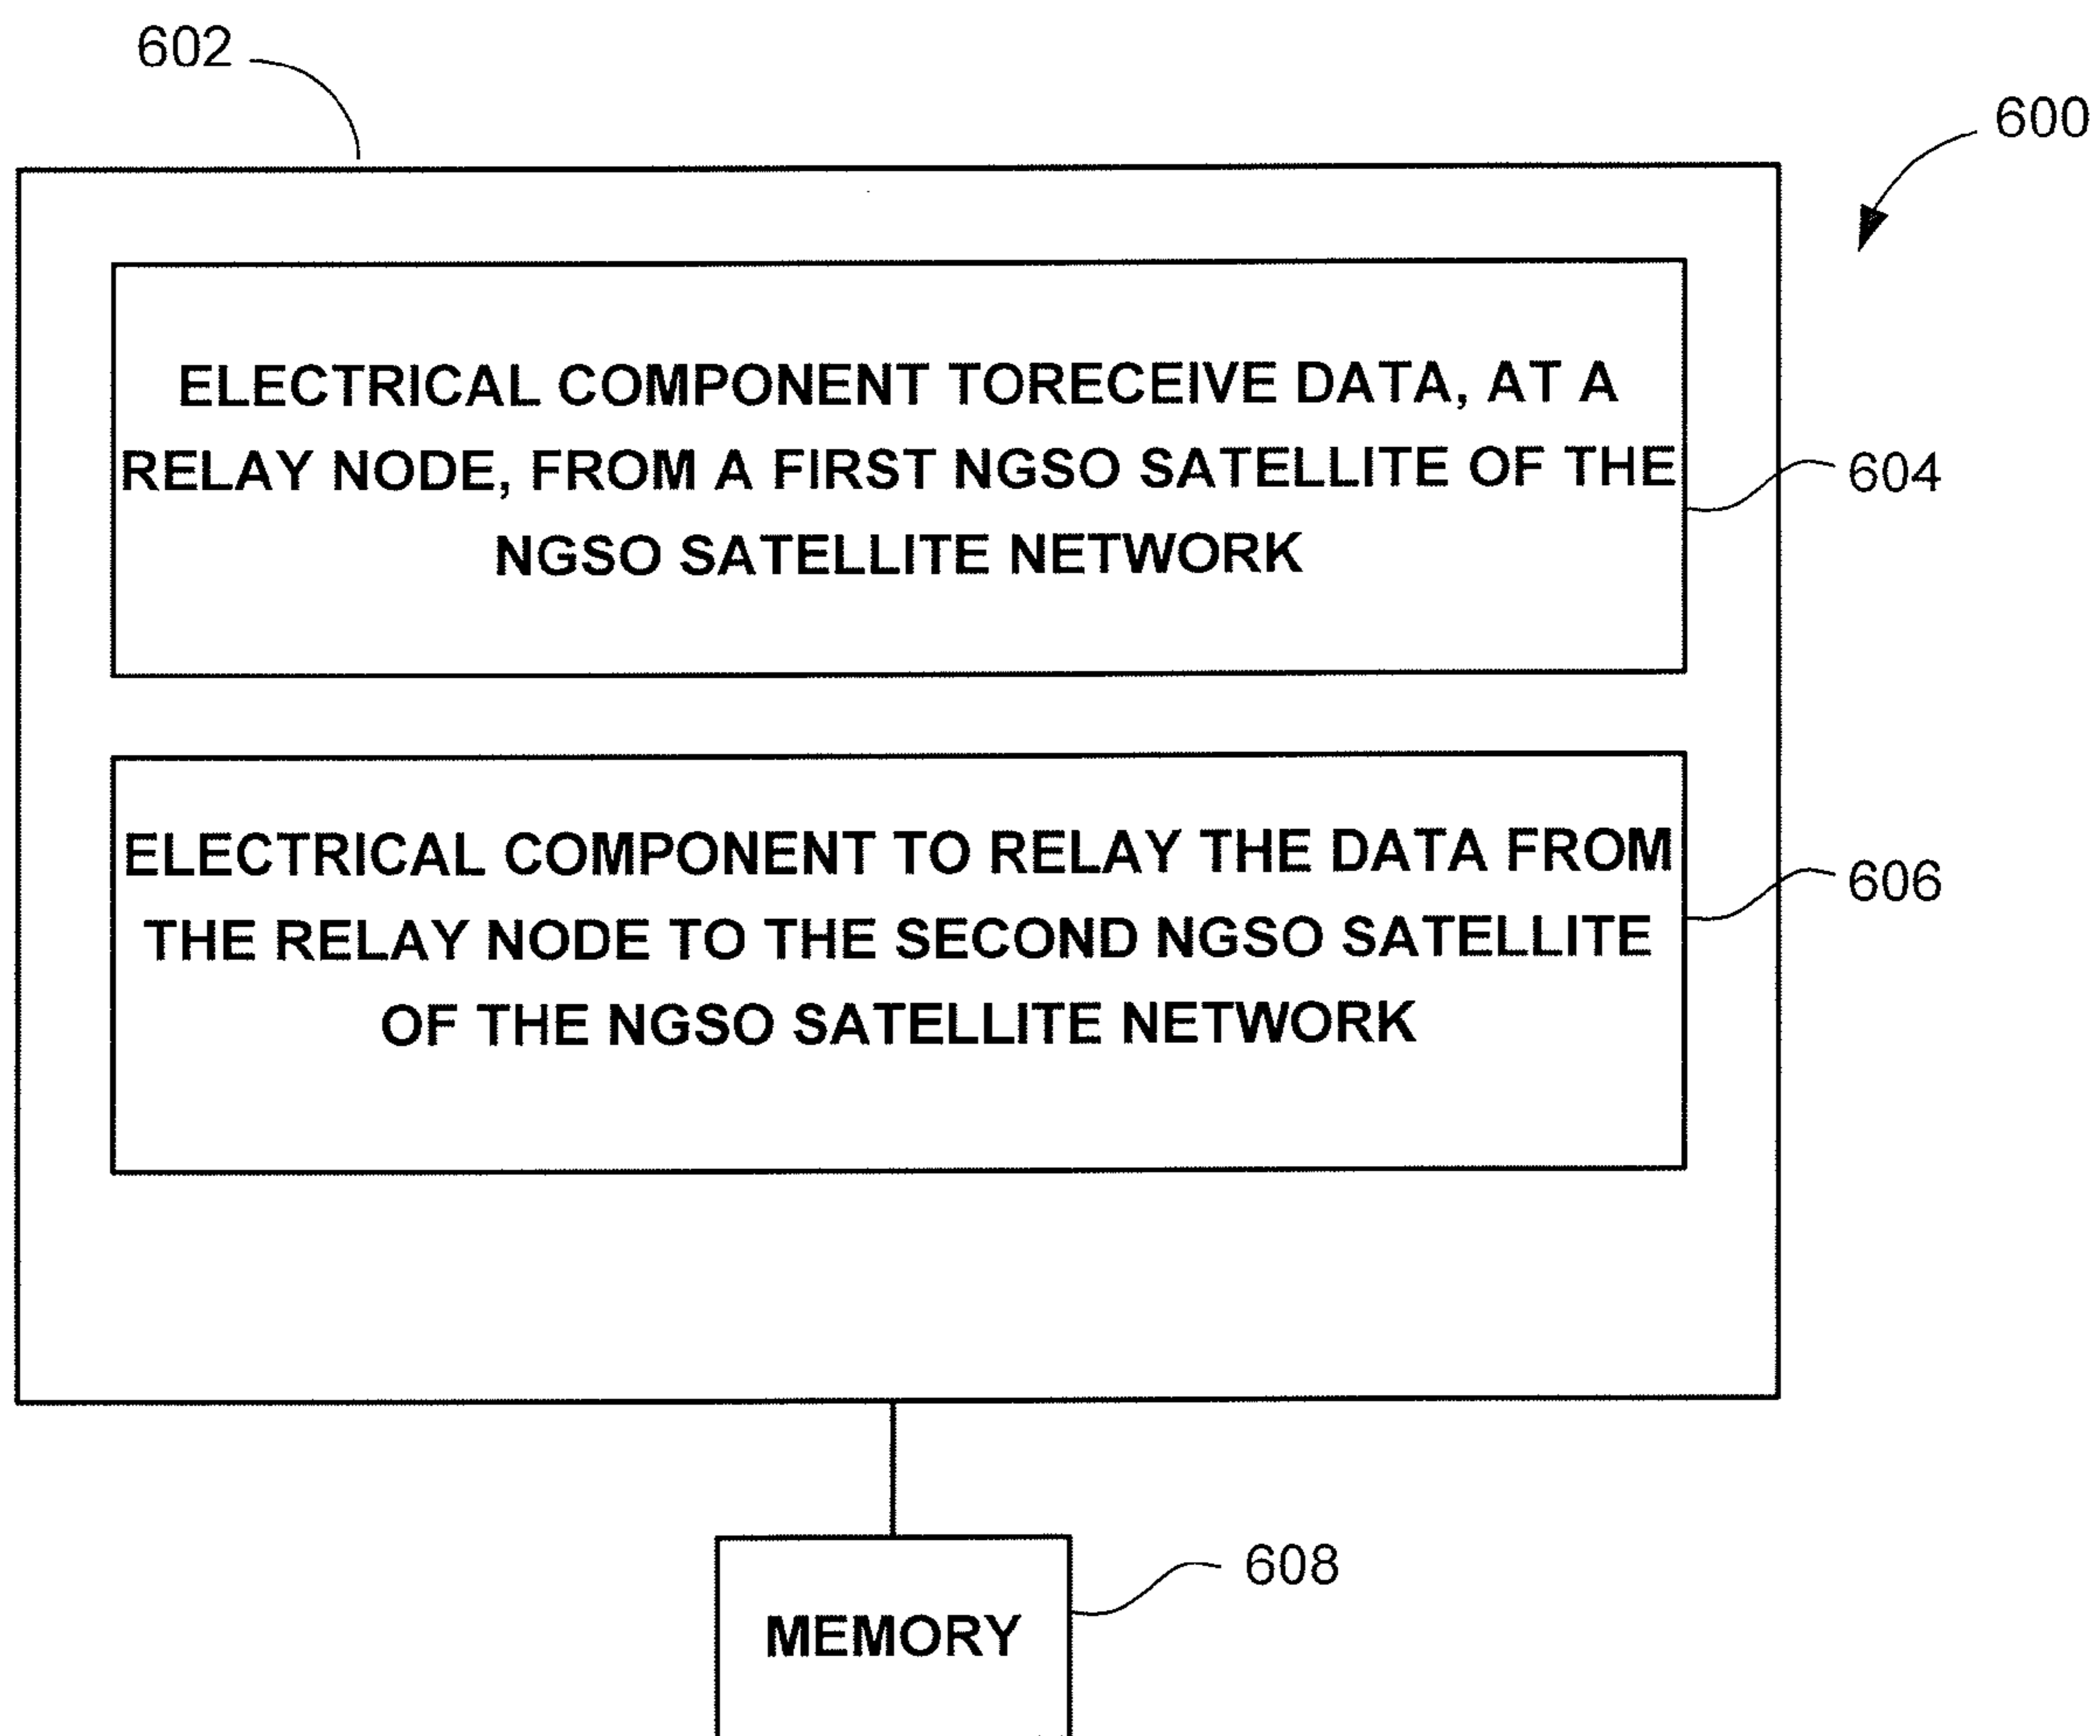 602
600
ELECTRICAL COMPONENT TORECEIVE DATA, AT A
RELAY NODE, FROM A FIRST NGSO SATELLITE OF THE
NGSO SATELLITE NETWORK
604
ELECTRICAL COMPONENT TO RELAY THE DATA FROM
THE RELAY NODE TO THE SECOND NGSO SATELLITE
OF THE NGSO SATELLITE NETWORK
606
608
MEMORY